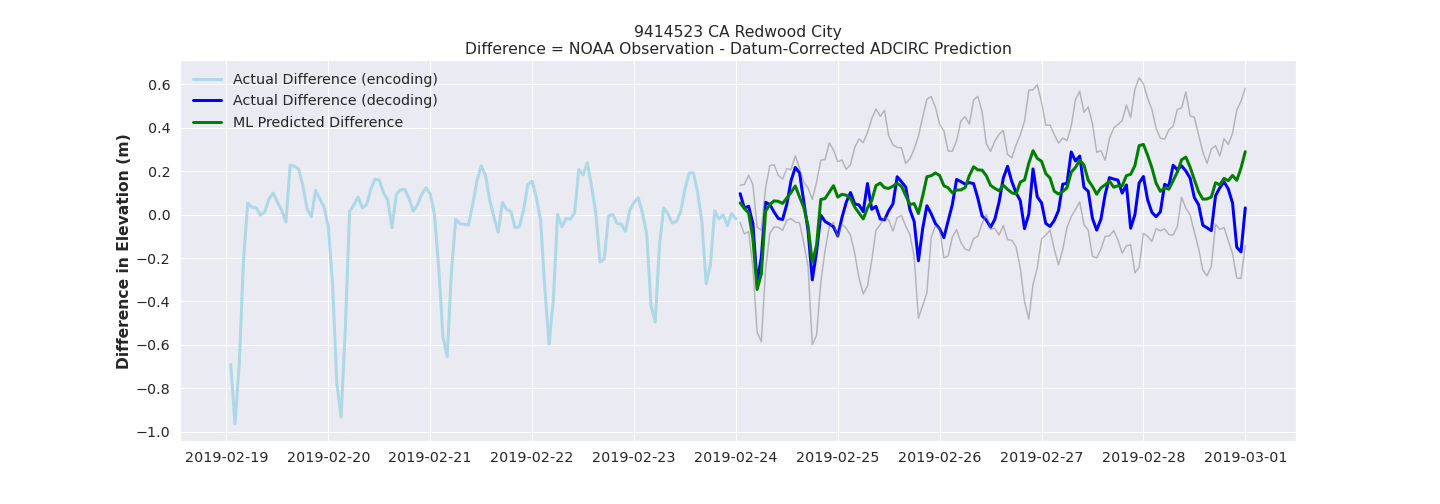 9414523 CA Redwood City
Difference = NOAA Observation - Datum-Corrected ADCIRC Prediction
Actual Difference (encoding)
Actual Difference (decoding)
ML Predicted Difference
Difference in Elevation (m)
0.6
0.4
0.2
0.0
−0.2
−0.4
−0.6
−0.8
−1.0
2019-02-19 2019-02-20 2019-02-21 2019-02-22 2019-02-23 2019-02-24 2019-02-25 2019-02-26 2019-02-27 2019-02-28 2019-03-01